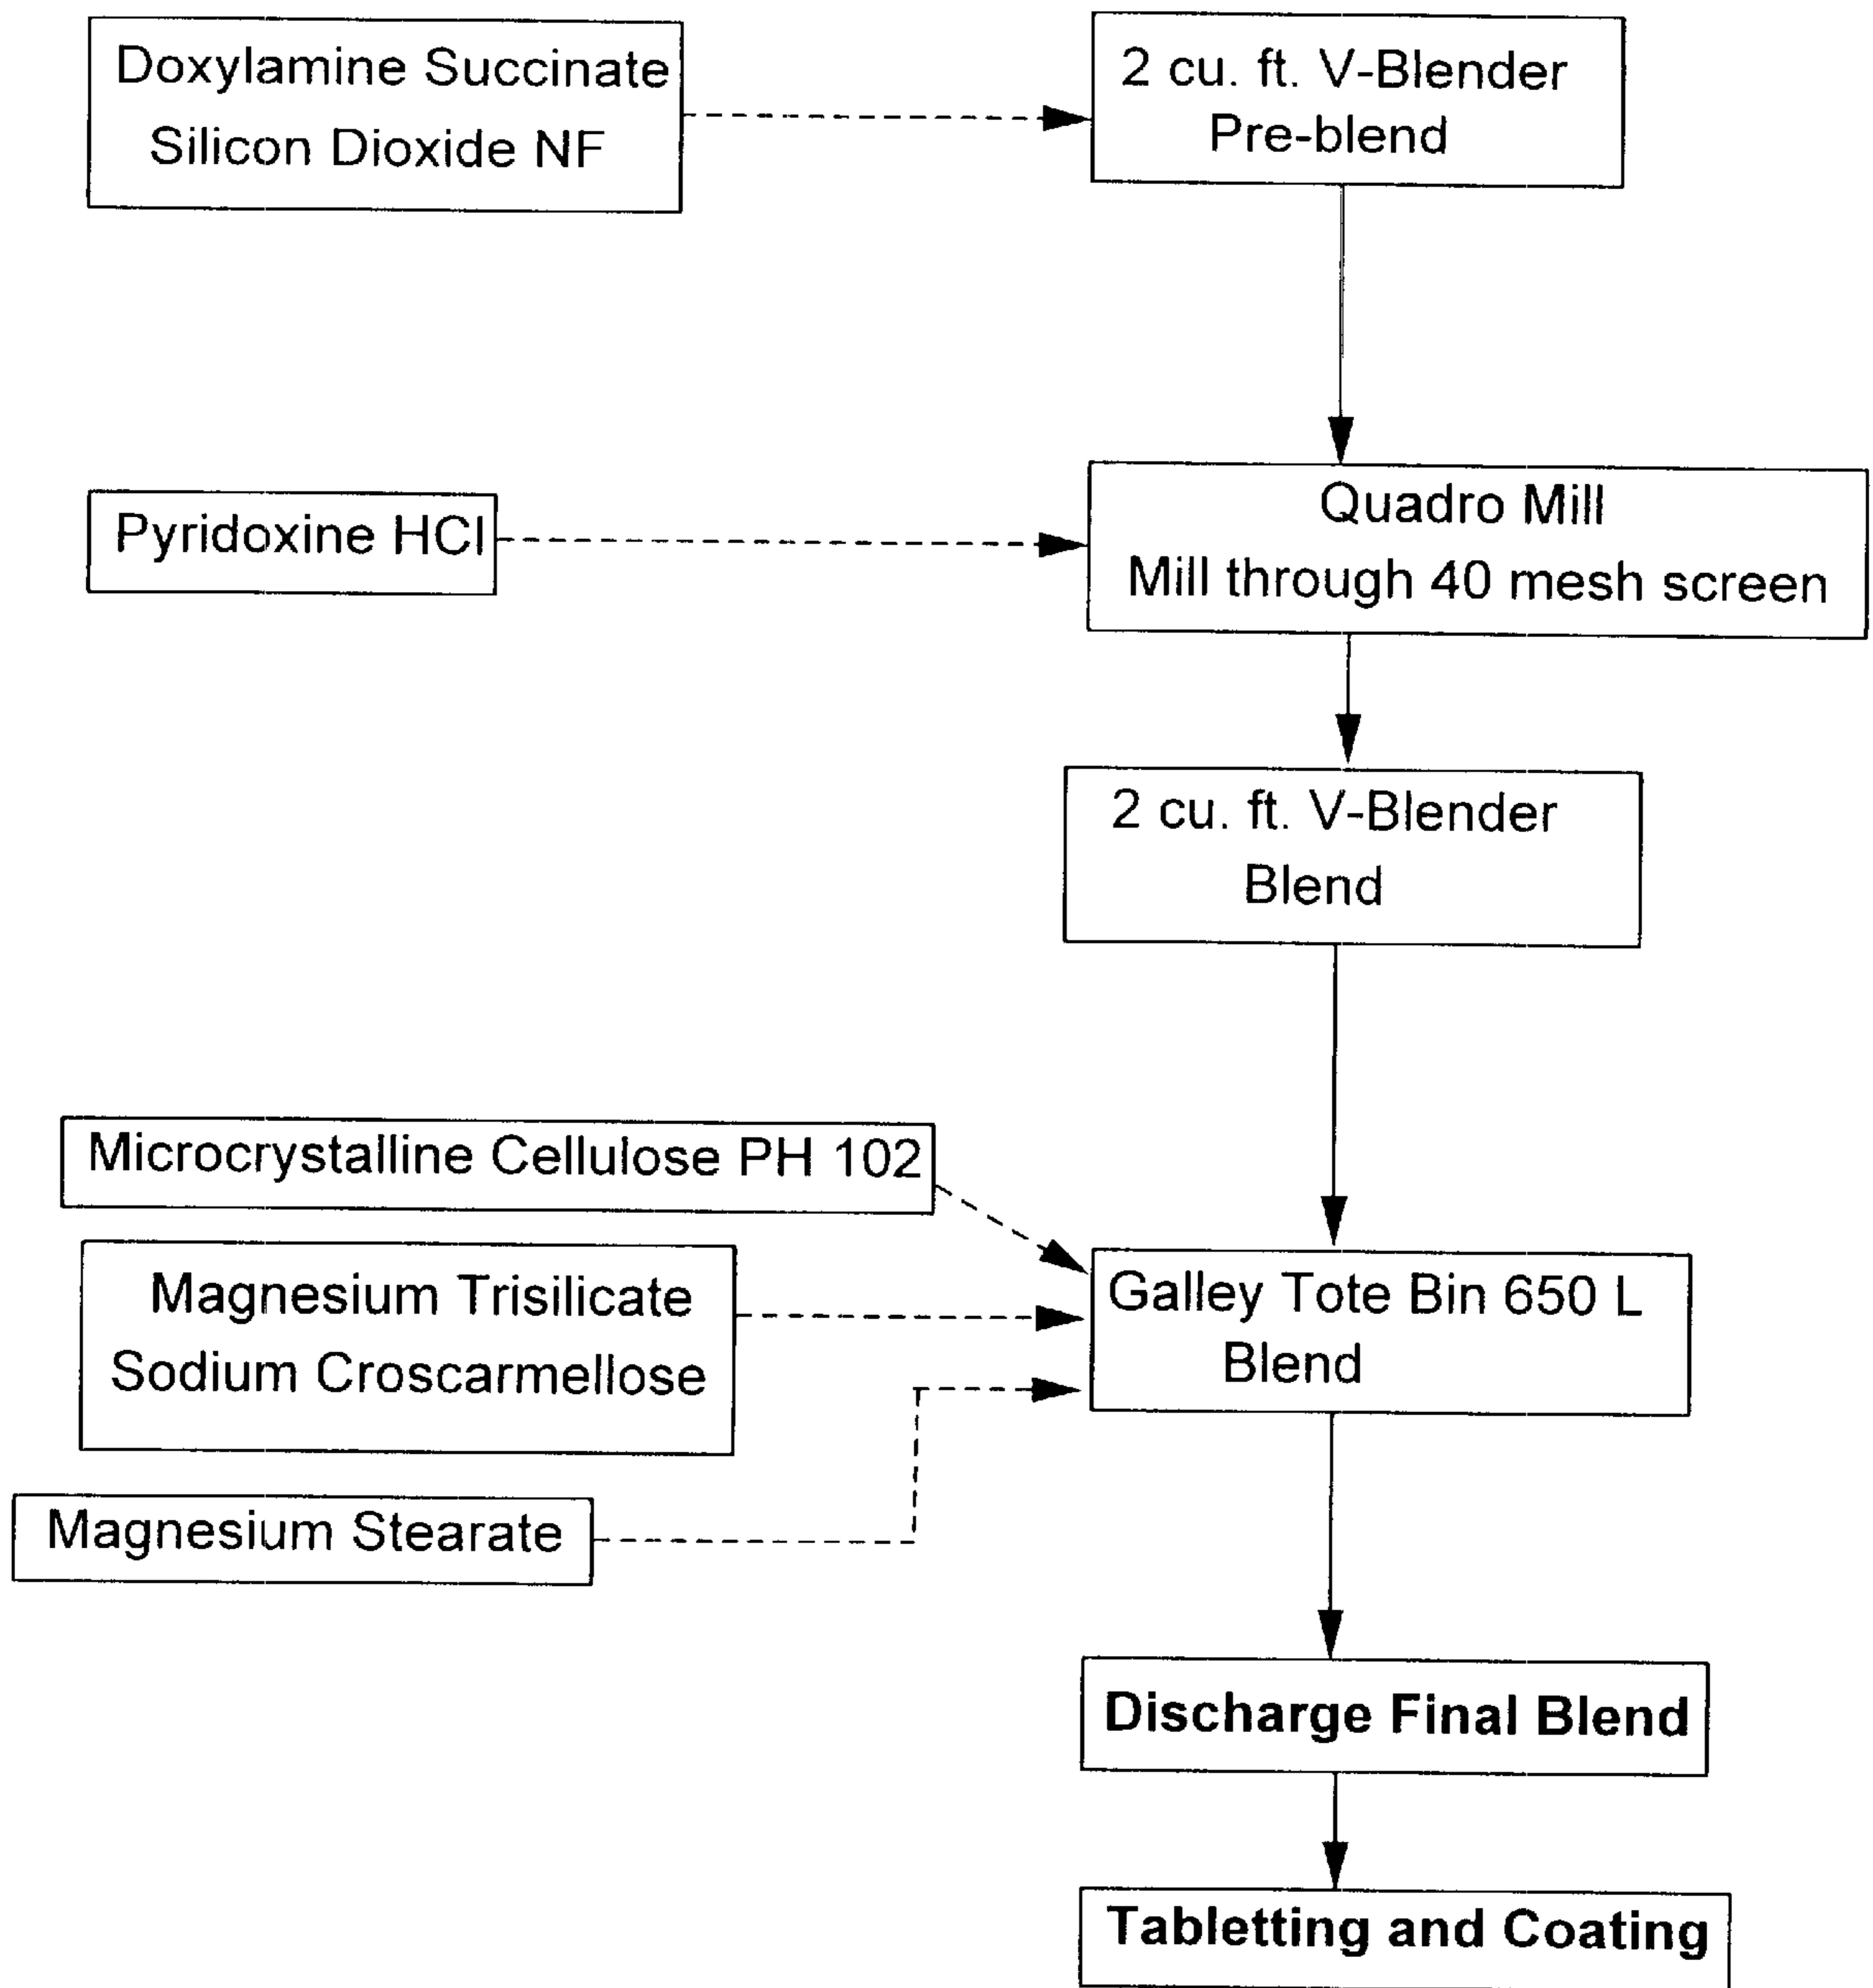 Doxylamine Succinate
Silicon Dioxide NF
2 cu. ft. V-Blender
Pre-blend
Pyridoxine HCl
Quadro Mill
Mill through 40 mesh screen
2 cu. ft. V-Blender
Blend
Microcrystalline Cellulose PH 102
Magnesium Trisilicate
Sodium Croscarmellose
Magnesium Stearate
Galley Tote Bin 650 L
Blend
Discharge Final Blend
Tabletting and Coating